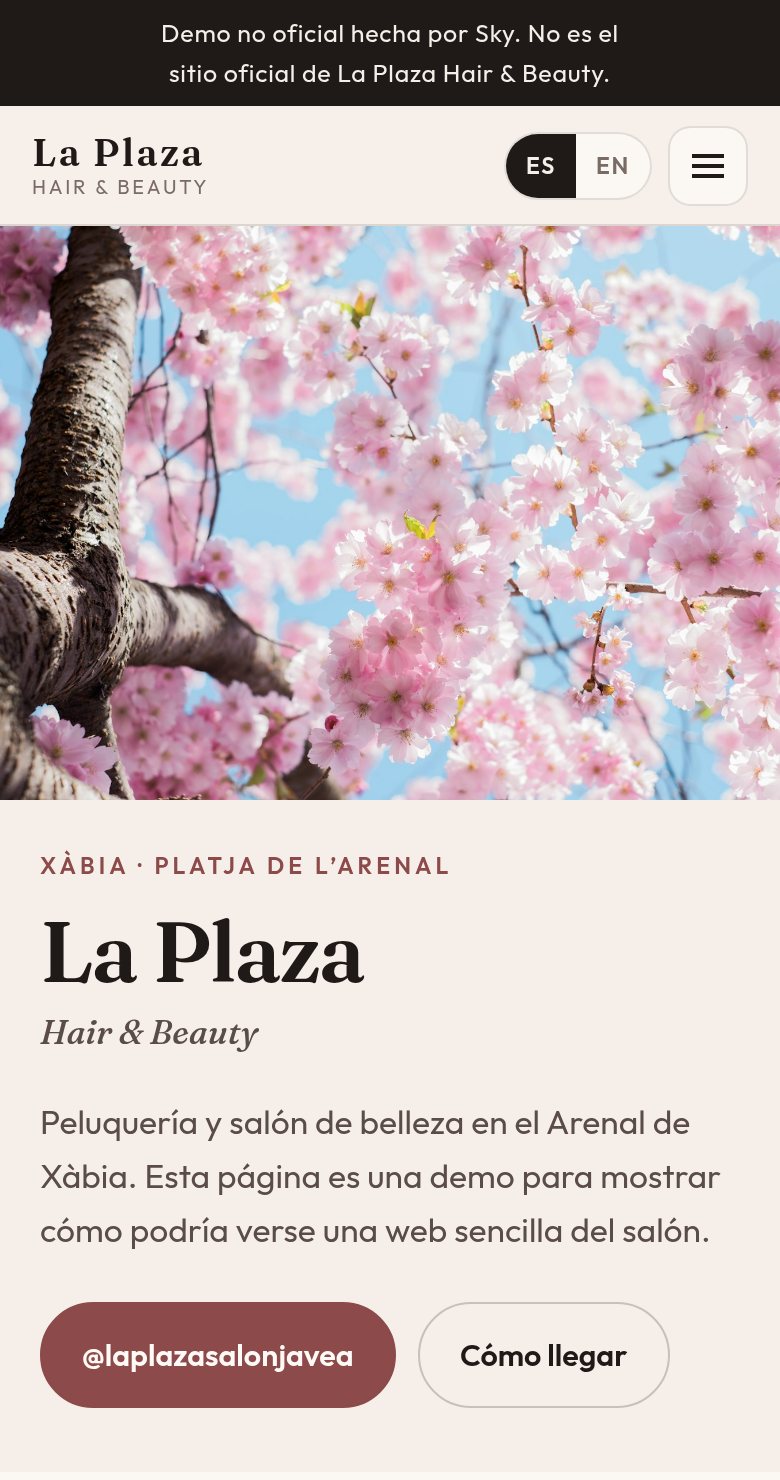 Demo no oficial hecha por Sky. No es el
sitio oficial de La Plaza Hair & Beauty.
La Plaza
HAIR & BEAUTY
ES EN
XÀBIA · PLATJA DE L’ARENAL
La Plaza
Hair & Beauty
Peluquería y salón de belleza en el Arenal de
Xàbia. Esta página es una demo para mostrar
cómo podría verse una web sencilla del salón.
@laplazasalonjavea Cómo llegar